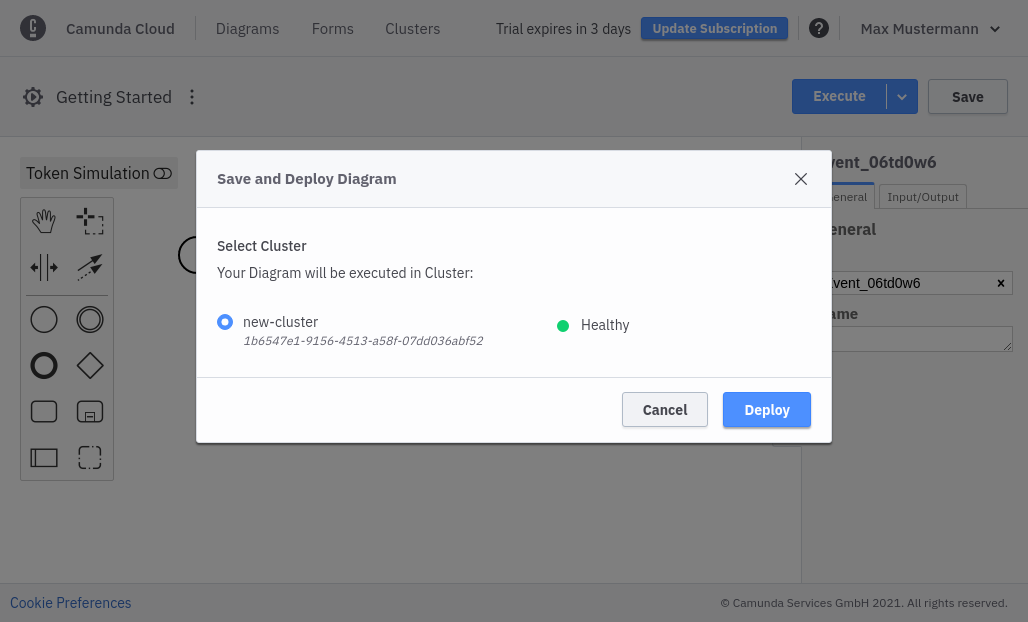 Camunda Cloud
Diagrams
Forms
Clusters
Trial expires in 3 days
Update Subscription
?
Max Mustermann
Getting Started
Execute
Save
Token Simulation
vent_06td0w6
eneral
Input/Output
eneral
vent_06td0w6
ame
Save and Deploy Diagram
Select Cluster
Your Diagram will be executed in Cluster:
new-cluster
1b6547e1-9156-4513-a58f-07dd036abf52
Healthy
Cancel
Deploy
Cookie Preferences
© Camunda Services GmbH 2021. All rights reserved.